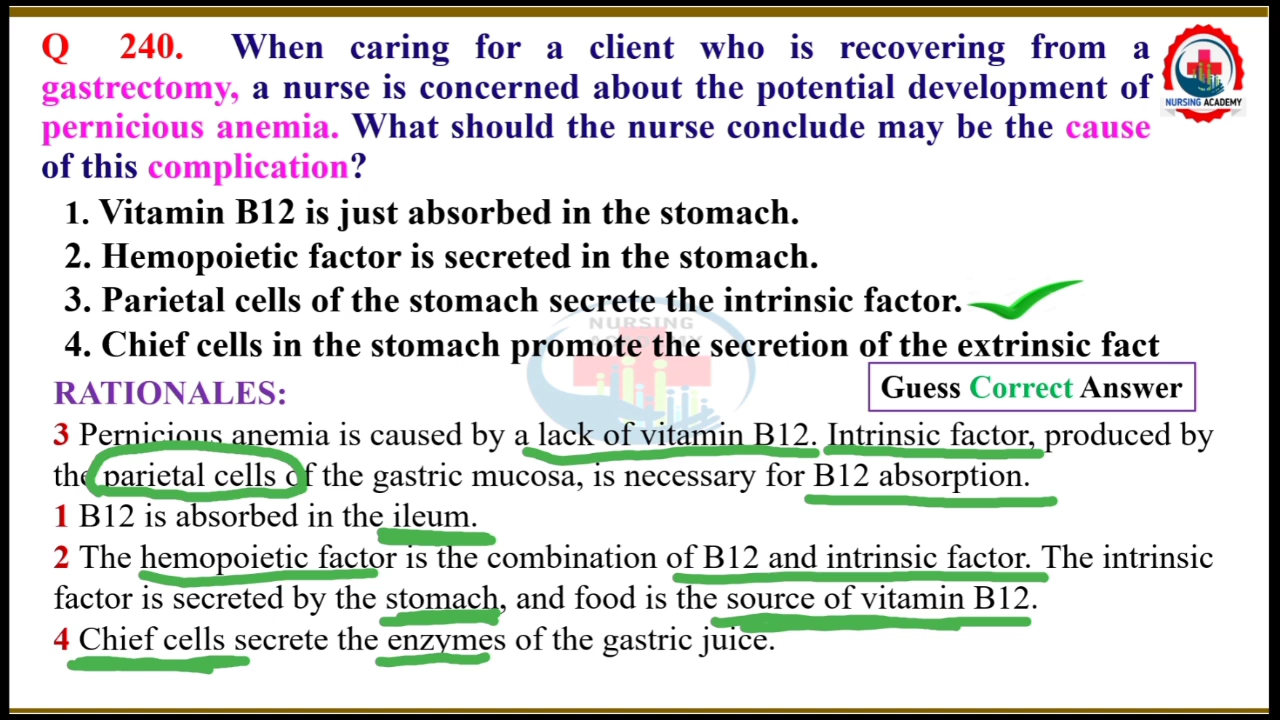 Q 240. When caring for a client who is recovering from a
gastrectomy, a nurse is concerned about the potential development of
pernicious anemia. What should the nurse conclude may be the cause
of this complication?
NURSING ACADEMY
1. Vitamin B12 is just absorbed in the stomach.
2. Hemopoietic factor is secreted in the stomach.
3. Parietal cells of the stomach secrete the intrinsic factor.
NURSING
ACADEMY
4. Chief cells in the stomach promote the secretion of the extrinsic fact
Guess Correct Answer
RATIONALES:
3 Pernicious anemia is caused by a lack of vitamin B12. Intrinsic factor, produced by
the parietal cells of the gastric mucosa, is necessary for B12 absorption.
1 B12 is absorbed in the ileum.
2 The hemopoietic factor is the combination of B12 and intrinsic factor. The intrinsic
factor is secreted by the stomach, and food is the source of vitamin B12.
4 Chief cells secrete the enzymes of the gastric juice.